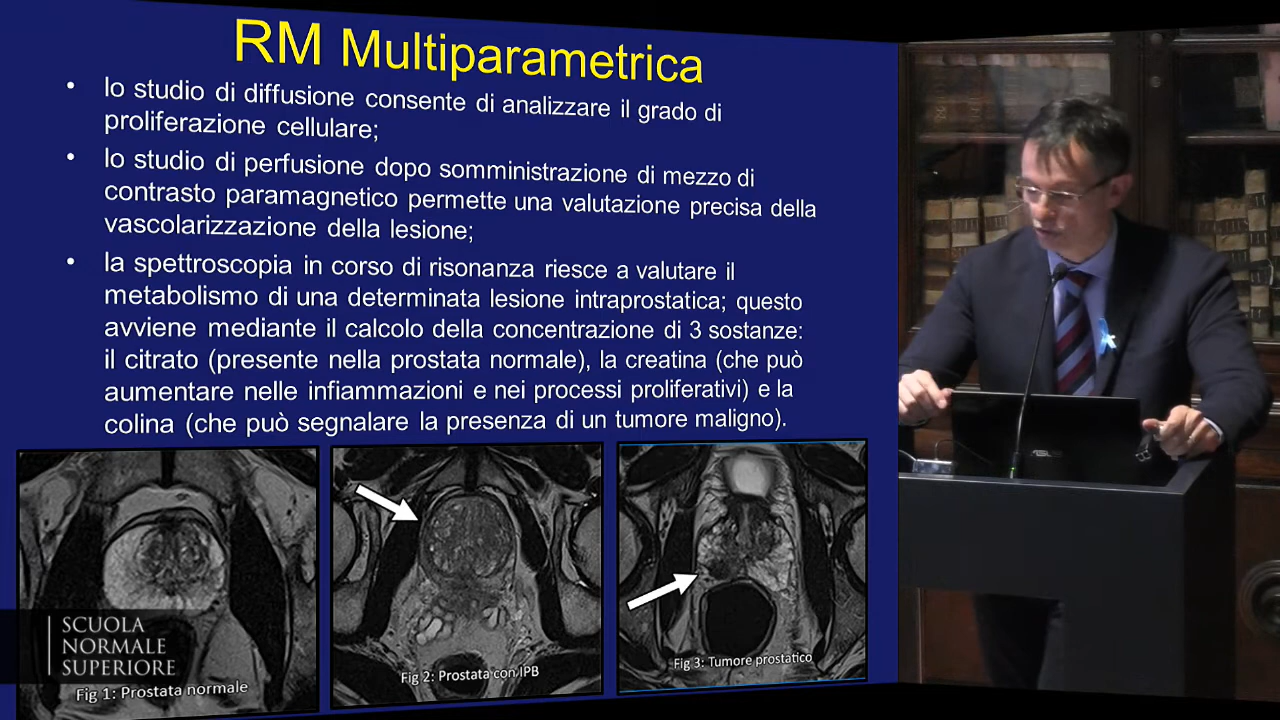 RM Multiparametrica
• lo studio di diffusione consente di analizzare il grado di
proliferazione cellulare;
• lo studio di perfusione dopo somministrazione di mezzo di
contrasto paramagnetico permette una valutazione precisa della
vascolarizzazione della lesione;
• la spettroscopia in corso di risonanza riesce a valutare il
metabolismo di una determinata lesione intraprostatica; questo
avviene mediante il calcolo della concentrazione di 3 sostanze:
il citrato (presente nella prostata normale), la creatina (che può
aumentare nelle infiammazioni e nei processi proliferativi) e la
colina (che può segnalare la presenza di un tumore maligno).
SCUOLA
NORMALE
SUPERIORE
Fig 1: Prostata normale
Fig 2: Prostata con IPB
Fig 3: Tumore prostatico